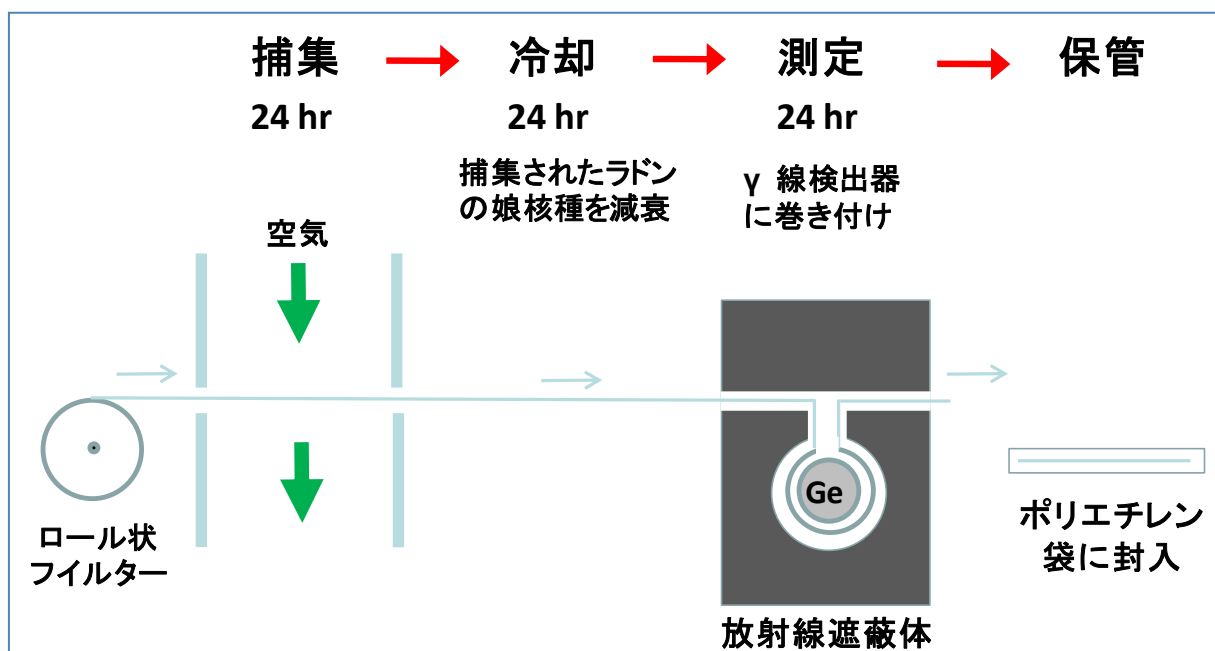 捕集
冷却
測定
保管
24 hr
24 hr
24 hr
捕集されたラドン
の娘核種を減衰
γ 線検出器
に巻き付け
空気
Ge
ロール状
フイルター
ポリエチレン
袋に封入
放射線遮蔽体